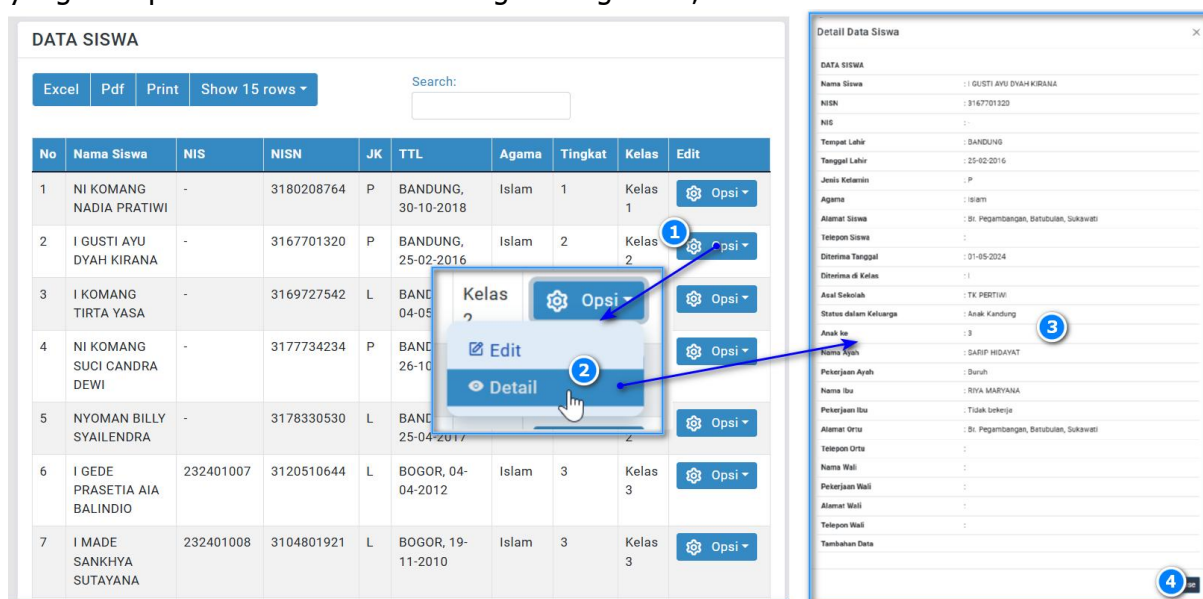 DATA SISWA
Excel Pdf Print Show 15 rows
Search:
No Nama Siswa NIS NISN JK TTL Agama Tingkat Kelas Edit
1 NI KOMANG - 3180208764 P BANDUNG, Islam 1 Kelas Opsi
NADIA PRATIWI 30-10-2018 1
2 I GUSTI AYU - 3167701320 P BANDUNG, Islam 2 Kelas Opsi
DYAH KIRANA 25-02-2016 2
3 I KOMANG - 3169727542 L BAND Opsi
TIRTA YASA 04-05
4 NI KOMANG - 3177734234 P BAND Opsi
SUCI CANDRA 26-10
DEWI
5 NYOMAN BILLY - 3178330530 L BAND Opsi
SYAILENDRA 25-04-2017 2
6 I GEDE 232401007 3120510644 L BOGOR, 04- Islam 3 Kelas Opsi
PRASETIA AIA 04-2012 3
BALINDIO
7 I MADE 232401008 3104801921 L BOGOR, 19- Islam 3 Kelas Opsi
SANKHYA 11-2010 3
SUTAYANA
1
Kelas Opsi
2
Edit
Detail
2
Detail Data Siswa ×
DATA SISWA
Nama Siswa : I GUSTI AYU DYAH KIRANA
NISN : 3167701320
NIS : -
Tempat Lahir : BANDUNG
Tanggal Lahir : 25-02-2016
Jenis Kelamin : P
Agama : Islam
Alamat Siswa : Br. Pegambangan, Batubulan, Sukawati
Telepon Siswa :
Diterima Tanggal : 01-05-2024
Diterima di Kelas : I
Asal Sekolah : TK PERTIWI
Status dalam Keluarga : Anak Kandung
Anak ke : 3
Nama Ayah : SARIP HIDAYAT
Pekerjaan Ayah : Buruh
Nama Ibu : RIYA MARYANA
Pekerjaan Ibu : Tidak bekerja
Alamat Ortu : Br. Pegambangan, Batubulan, Sukawati
Telepon Ortu :
Nama Wali :
Pekerjaan Wali :
Alamat Wali :
Telepon Wali :
Tambahan Data
3
4